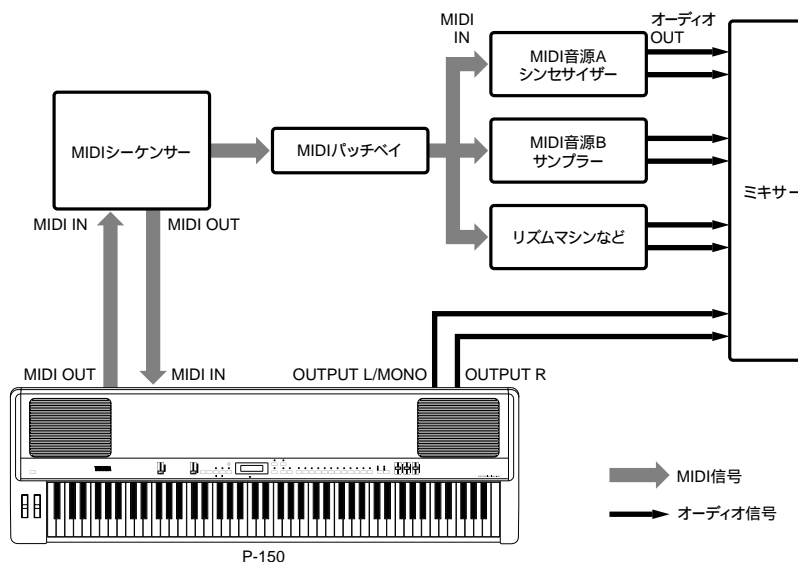 MIDI
IN
オーディオ
OUT
MIDI音源A
シンセサイザー
MIDIシーケンサー
MIDIパッチベイ
MIDI音源B
サンプラー
ミキサー
リズムマシンなど
MIDI IN
MIDI OUT
MIDI OUT
MIDI IN
OUTPUT L/MONO
OUTPUT R
MIDI信号
オーディオ信号
P-150